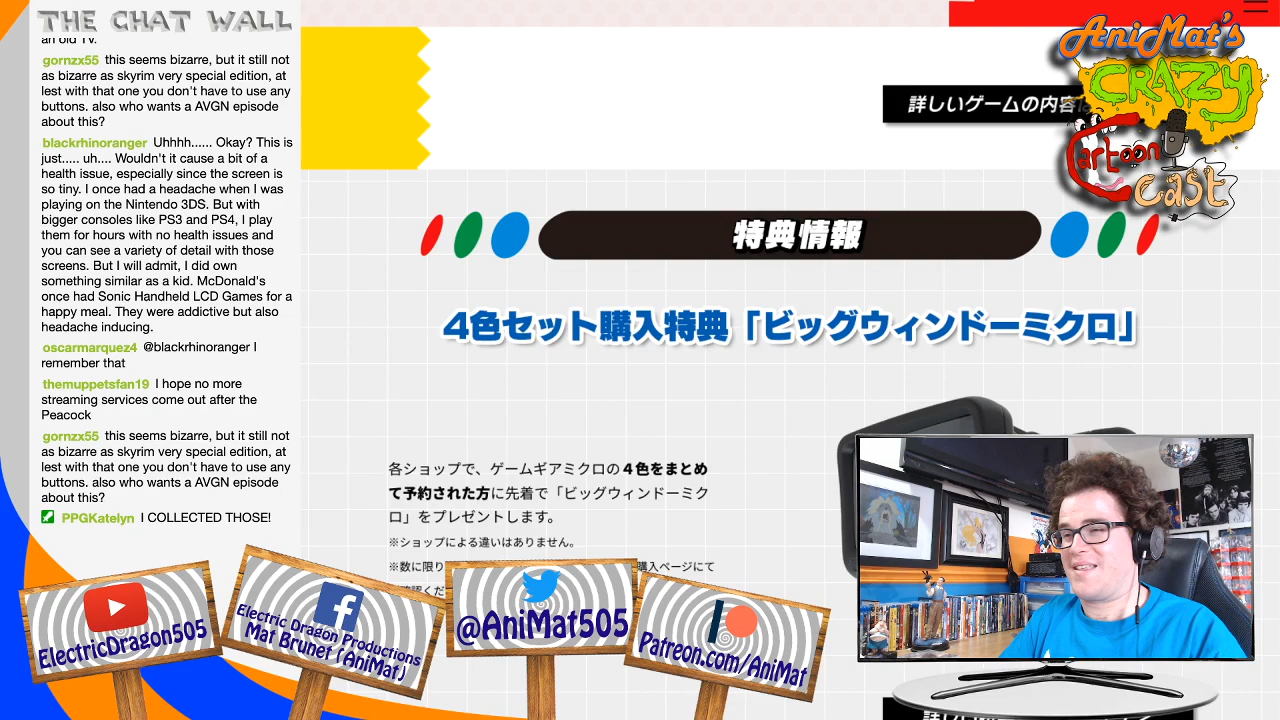 THE CHAT WALL
an old TV.
gornzx55 this seems bizarre, but it still not
as bizarre as skyrim very special edition, at
lest with that one you don't have to use any
buttons. also who wants a AVGN episode
about this?
blackrhinoranger Uhhhh...... Okay? This is
just..... uh.... Wouldn't it cause a bit of a
health issue, especially since the screen is
so tiny. I once had a headache when I was
playing on the Nintendo 3DS. But with
bigger consoles like PS3 and PS4, I play
them for hours with no health issues and
you can see a variety of detail with those
screens. But I will admit, I did own
something similar as a kid. McDonald's
once had Sonic Handheld LCD Games for a
happy meal. They were addictive but also
headache inducing.
oscarmarquez4 @blackrhinoranger I
remember that
themuppetsfan19 I hope no more
streaming services come out after the
Peacock
gornzx55 this seems bizarre, but it still not
as bizarre as skyrim very special edition, at
lest with that one you don't have to use any
buttons. also who wants a AVGN episode
about this?
PPGKatelyn I COLLECTED THOSE!
AniMat's
CRAZY
Cartoon
Cast
詳しいゲームの内容は
特典情報
4色セット購入特典「ビッグウィンドーミクロ」
各ショップで、ゲームギアミクロの4色をまとめ
て予約された方に先着で「ビッグウィンドーミク
ロ」をプレゼントします。
※ショップによる違いはありません。
※数に限り 購入ページにて
ElectricDragon505
Electric Dragon Productions
Mat Brunet (AniMat)
@AniMat505
Patreon.com/AniMat